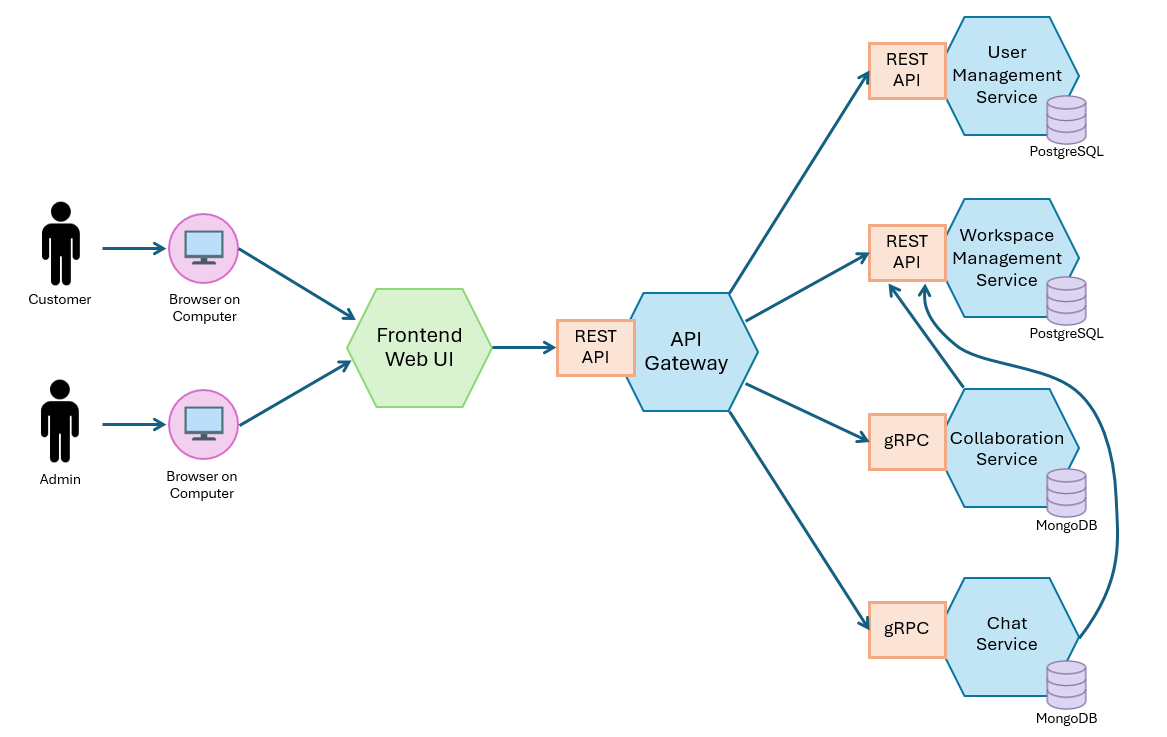 Customer
Browser on
Computer
Admin
Browser on
Computer
Frontend
Web UI
REST
API
API
Gateway
REST
API
User
Management
Service
PostgreSQL
REST
API
Workspace
Management
Service
PostgreSQL
gRPC
Collaboration
Service
MongoDB
gRPC
Chat
Service
MongoDB